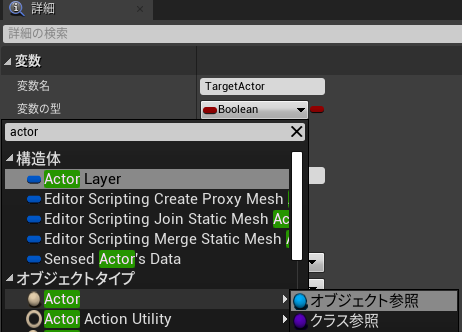 詳細
詳細の検索
変数
変数名 TargetActor
変数の型 Boolean
actor
構造体
Actor Layer
Editor Scripting Create Proxy Mesh
Editor Scripting Join Static Mesh Ac
Editor Scripting Merge Static Mesh A
Sensed Actor's Data
オブジェクトタイプ
Actor オブジェクト参照
Actor Action Utility クラス参照